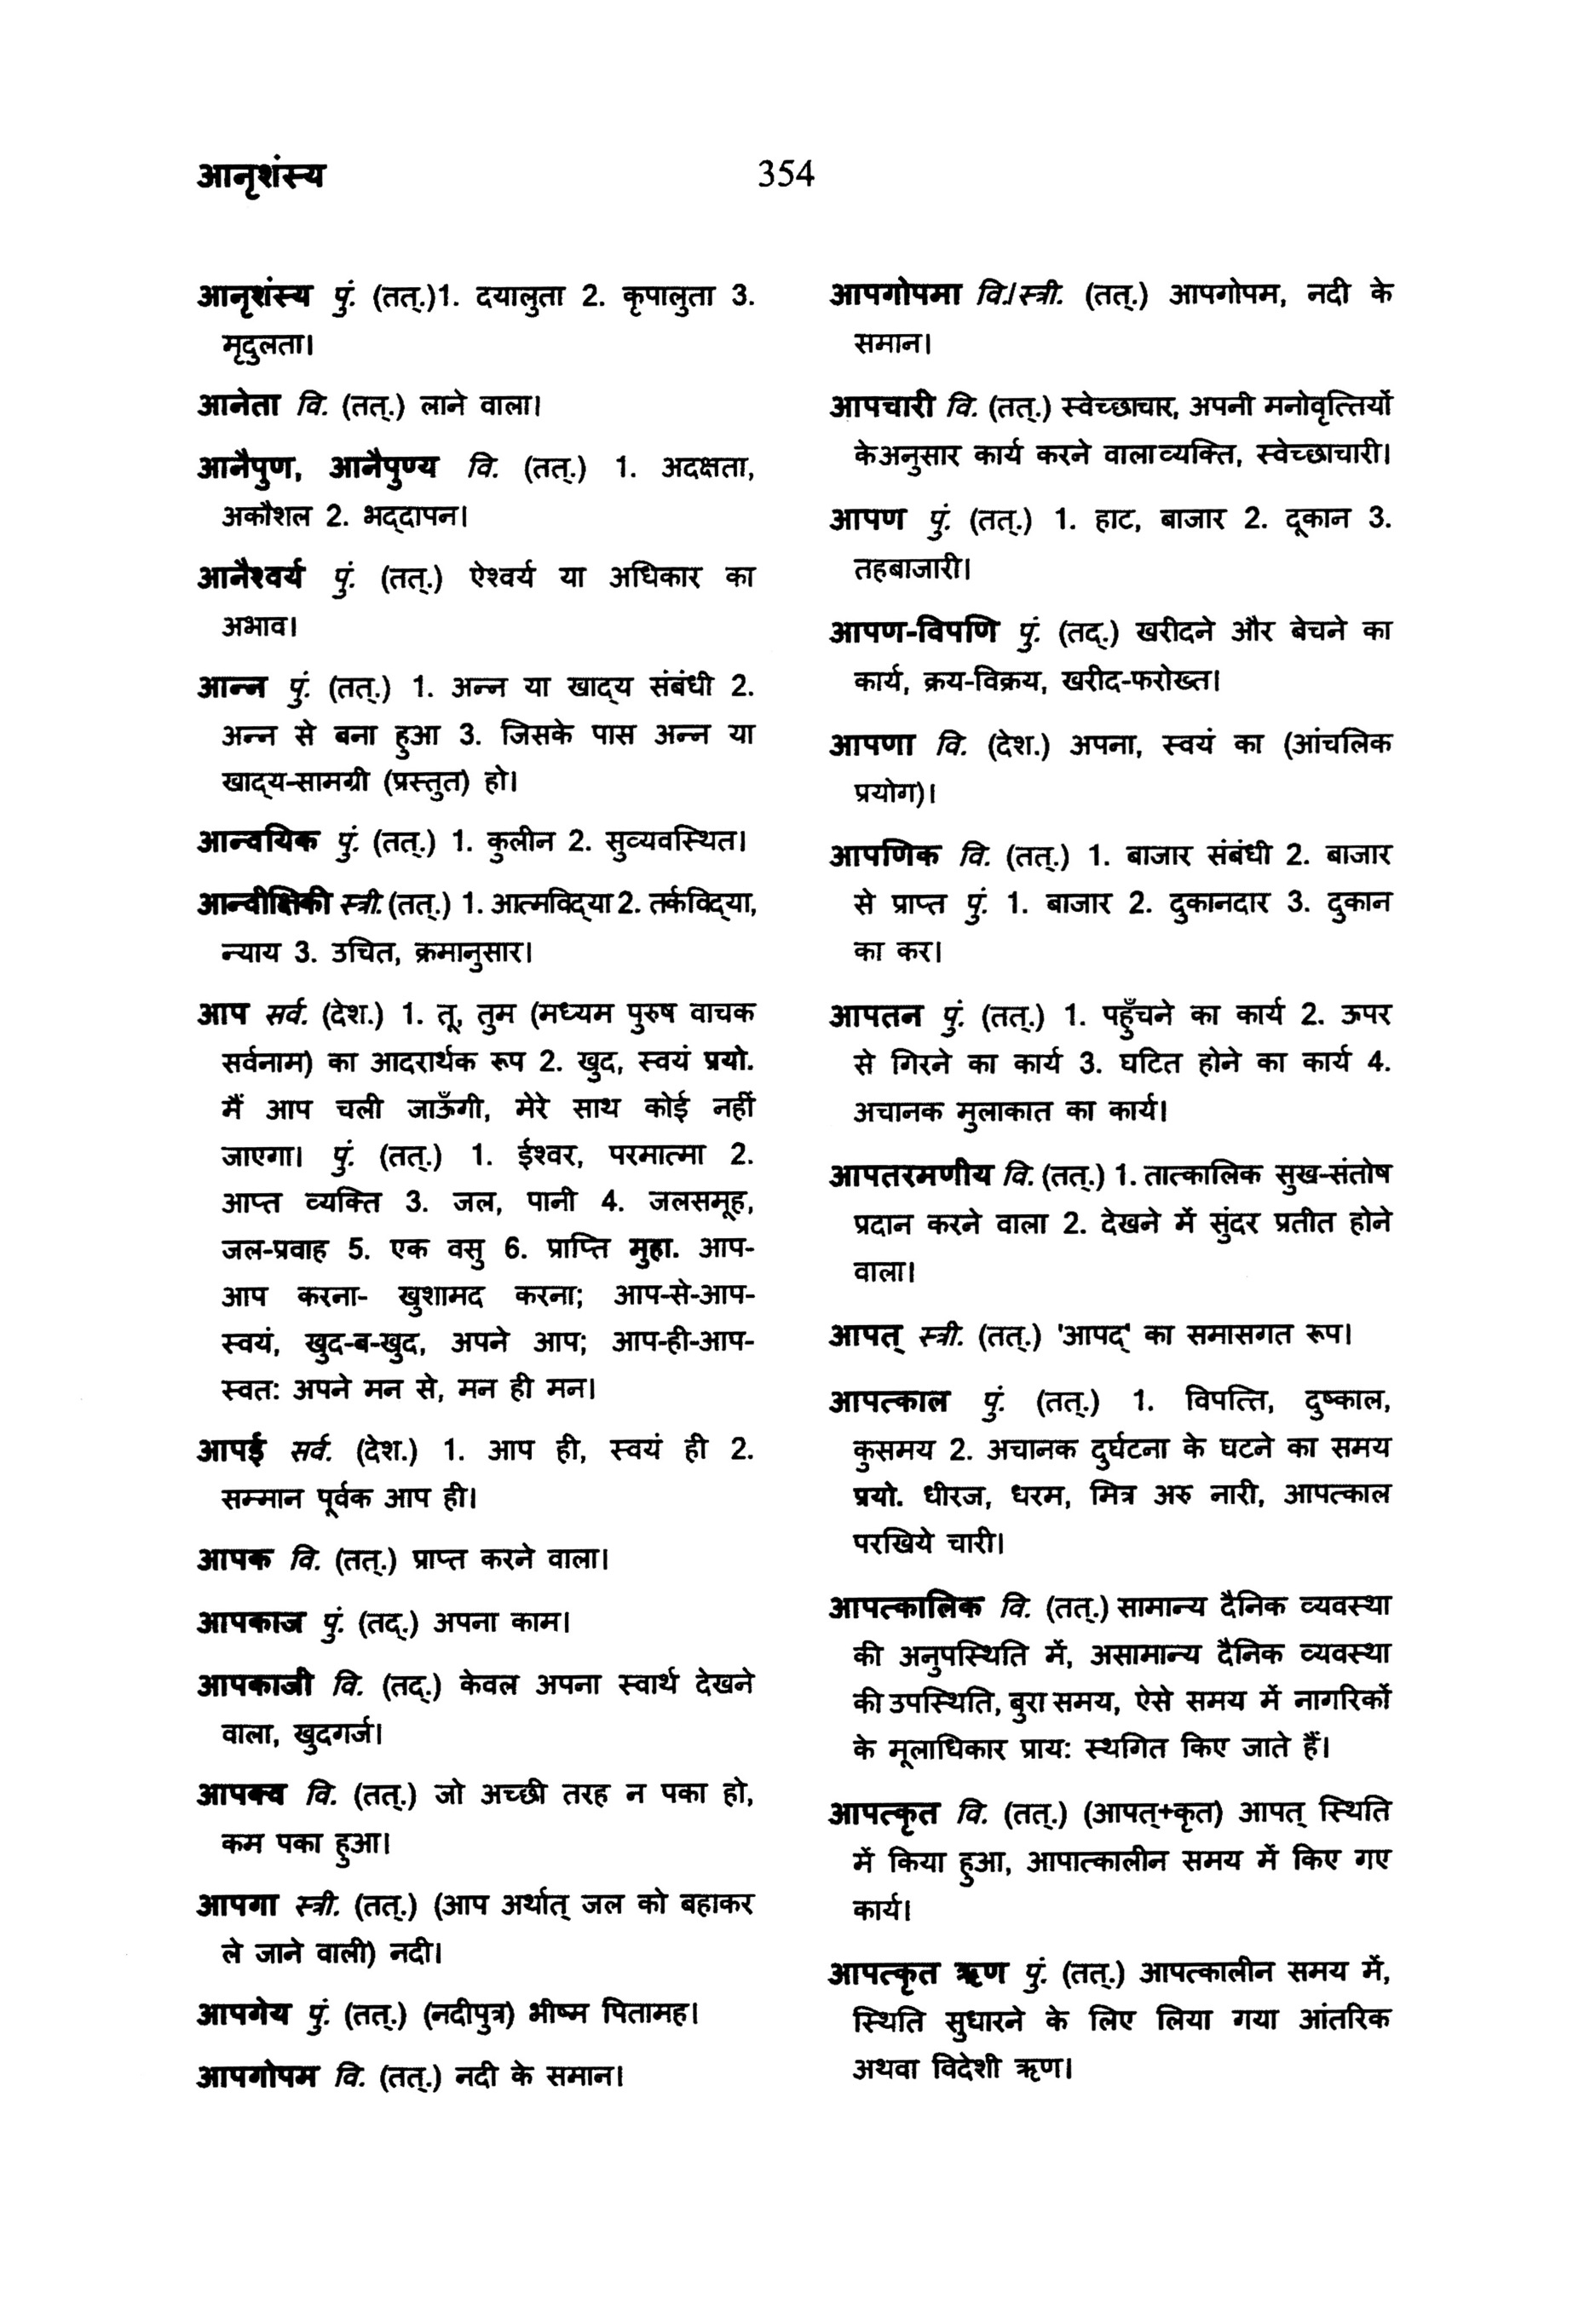 आनृशंस्य
354
आनृशंस्य पुं. (तत्.)1. दयालुता 2. कृपालुता 3.
मृदुलता।
आनेता वि. (तत्.) लाने वाला।
आनैपुण, आनैपुण्य वि. (तत्.) 1. अदक्षता,
अकौशल 2. भद्दापन।
आनैश्वर्य पुं. (तत्.) ऐश्वर्य या अधिकार का
अभाव।
आन्न पुं. (तत्.) 1. अन्न या खाद्य संबंधी 2.
अन्न से बना हुआ 3. जिसके पास अन्न या
खाद्य-सामग्री (प्रस्तुत) हो।
आन्वयिक पुं. (तत्.) 1. कुलीन 2. सुव्यवस्थित।
आन्वीक्षिकी स्त्री. (तत्.) 1. आत्मविद्या 2. तर्कविद्या,
न्याय 3. उचित, क्रमानुसार।
आप सर्व. (देश.) 1. तू, तुम (मध्यम पुरुष वाचक
सर्वनाम) का आदरार्थक रूप 2. खुद, स्वयं प्रयो.
मैं आप चली जाऊँगी, मेरे साथ कोई नहीं
जाएगा। पुं. (तत्.) 1. ईश्वर, परमात्मा 2.
आप्त व्यक्ति 3. जल, पानी 4. जलसमूह,
जल-प्रवाह 5. एक वसु 6. प्राप्ति मुहा. आप-
आप करना- खुशामद करना; आप-से-आप-
स्वयं, खुद-ब-खुद, अपने आप; आप-ही-आप-
स्वत: अपने मन से, मन ही मन।
आपई सर्व. (देश.) 1. आप ही, स्वयं ही 2.
सम्मान पूर्वक आप ही।
आपक वि. (तत्.) प्राप्त करने वाला।
आपकाज पुं. (तद्.) अपना काम।
आपकाजी वि. (तद्.) केवल अपना स्वार्थ देखने
वाला, खुदगर्ज।
आपक्व वि. (तत्.) जो अच्छी तरह न पका हो,
कम पका हुआ।
आपगा स्त्री. (तत्.) (आप अर्थात् जल को बहाकर
ले जाने वाली) नदी।
आपगेय पुं. (तत्.) (नदीपुत्र) भीष्म पितामह।
आपगोपम वि. (तत्.) नदी के समान।
आपगोपमा वि./स्त्री. (तत्.) आपगोपम, नदी के
समान।
आपचारी वि. (तत्.) स्वेच्छाचार, अपनी मनोवृत्तियों
के अनुसार कार्य करने वाला व्यक्ति, स्वेच्छाचारी।
आपण पुं. (तत्.) 1. हाट, बाजार 2. दूकान 3.
तहबाजारी।
आपण-विपणि पुं. (तद्.) खरीदने और बेचने का
कार्य, क्रय-विक्रय, खरीद-फरोख्त।
आपणा वि. (देश.) अपना, स्वयं का (आंचलिक
प्रयोग)।
आपणिक वि. (तत्.) 1. बाजार संबंधी 2. बाजार
से प्राप्त पुं. 1. बाजार 2. दुकानदार 3. दुकान
का कर।
आपतन पुं. (तत्.) 1. पहुँचने का कार्य 2. ऊपर
से गिरने का कार्य 3. घटित होने का कार्य 4.
अचानक मुलाकात का कार्य।
आपतरमणीय वि. (तत्.) 1. तात्कालिक सुख-संतोष
प्रदान करने वाला 2. देखने में सुंदर प्रतीत होने
वाला।
आपत् स्त्री. (तत्.) 'आपद्' का समासगत रूप।
आपत्काल पुं. (तत्.) 1. विपत्ति, दुष्काल,
कुसमय 2. अचानक दुर्घटना के घटने का समय
प्रयो. धीरज, धरम, मित्र अरु नारी, आपत्काल
परखिये चारी।
आपत्कालिक वि. (तत्.) सामान्य दैनिक व्यवस्था
की अनुपस्थिति में, असामान्य दैनिक व्यवस्था
की उपस्थिति, बुरा समय, ऐसे समय में नागरिकों
के मूलाधिकार प्राय: स्थगित किए जाते हैं।
आपत्कृत वि. (तत्.) (आपत्+कृत) आपत् स्थिति
में किया हुआ, आपात्कालीन समय में किए गए
कार्य।
आपत्कृत ऋण पुं. (तत्.) आपत्कालीन समय में,
स्थिति सुधारने के लिए लिया गया आंतरिक
अथवा विदेशी ऋण।